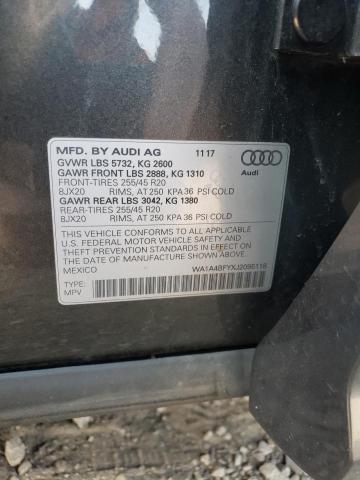 MFD. BY AUDI AG 11 17
GVWR LBS 5732, KG 2600
GAWR FRONT LBS 2888, KG 1310
FRONT-TIRES 255/45 R20
8JX20 RIMS, AT 250 KPA 36 PSI COLD
GAWR REAR LBS 3042, KG 1380
REAR-TIRES 255/45 R20
8JX20 RIMS, AT 250 KPA 36 PSI COLD
Audi
THIS VEHICLE CONFORMS TO ALL APPLICABLE
U.S. FEDERAL MOTOR VEHICLE SAFETY AND
THEFT PREVENTION STANDARDS IN EFFECT
ON THE DATE OF MANUFACTURE SHOWN ABOVE.
MEXICO WA1A4BFYXJ2095118
TYPE:
MPV